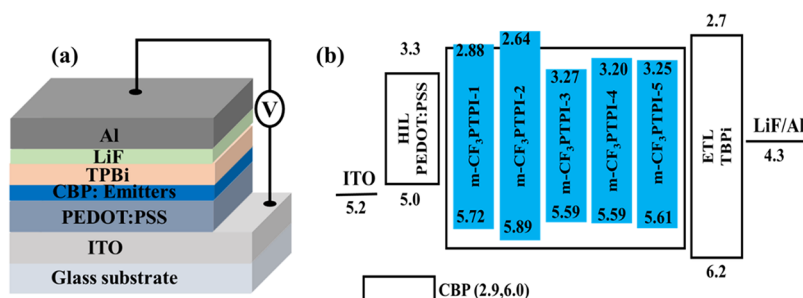 (a)
V
Al
LiF
TPBi
CBP: Emitters
PEDOT:PSS
ITO
Glass substrate
(b)
3.3
HIL
PEDOT:PSS
5.0
ITO
5.2
2.88
m-CF3PTPI-1
5.72
2.64
m-CF3PTPI-2
5.89
3.27
m-CF3PTPI-3
5.59
3.20
m-CF3PTPI-4
5.59
3.25
m-CF3PTPI-5
5.61
2.7
ETL
TBPi
6.2
LiF/Al
4.3
CBP (2.9,6.0)